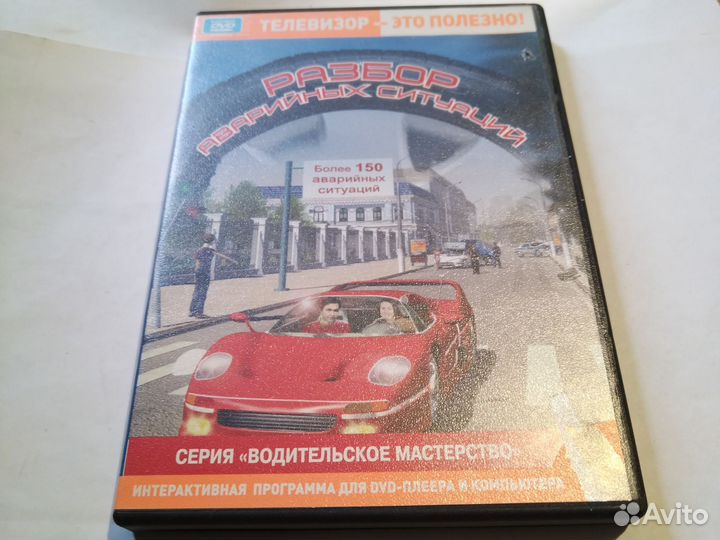 DVD
ТЕЛЕВИЗОР - ЭТО ПОЛЕЗНО!
РАЗБОР
АВАРИЙНЫХ СИТУАЦИЙ
Более 150
аварийных
ситуаций
СЕРИЯ «ВОДИТЕЛЬСКОЕ МАСТЕРСТВО»
ИНТЕРАКТИВНАЯ ПРОГРАММА ДЛЯ DVD-ПЛЕЕРА И КОМПЬЮТЕРА
Avito